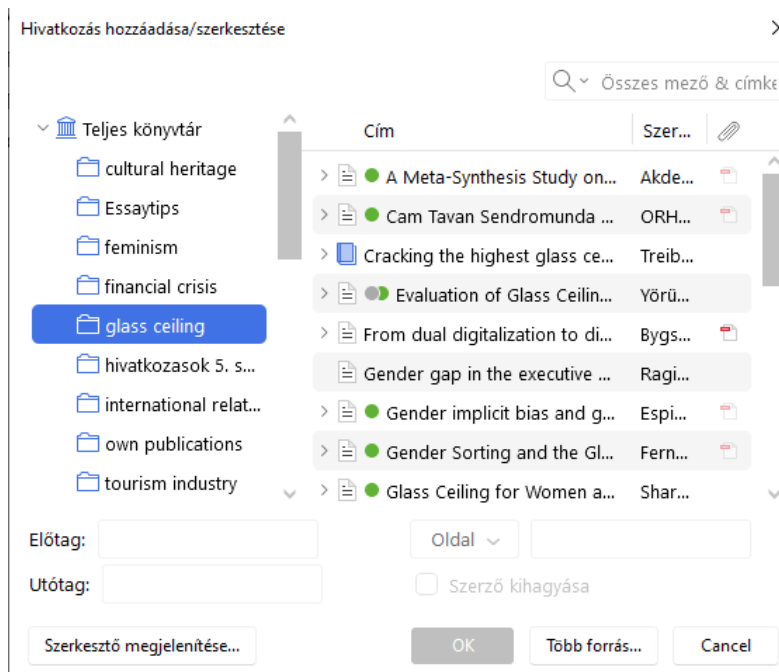 Hivatkozás hozzáadása/szerkesztése
Összes mező & címke
Teljes könyvtár
cultural heritage
Essaytips
feminism
financial crisis
glass ceiling
hivatkozasok 5. s...
international relat...
own publications
tourism industry
Cím Szer...
A Meta-Synthesis Study on... Akde...
Cam Tavan Sendromunda ... ORH...
Cracking the highest glass ce... Treib...
Evaluation of Glass Ceilin... Yörü...
From dual digitalization to di... Bygs...
Gender gap in the executive ... Ragi...
Gender implicit bias and g... Espi...
Gender Sorting and the Gl... Fern...
Glass Ceiling for Women a... Shar...
Előtag: Oldal
Utótag: Szerző kihagyása
Szerkesztő megjelenítése... OK Több forrás... Cancel